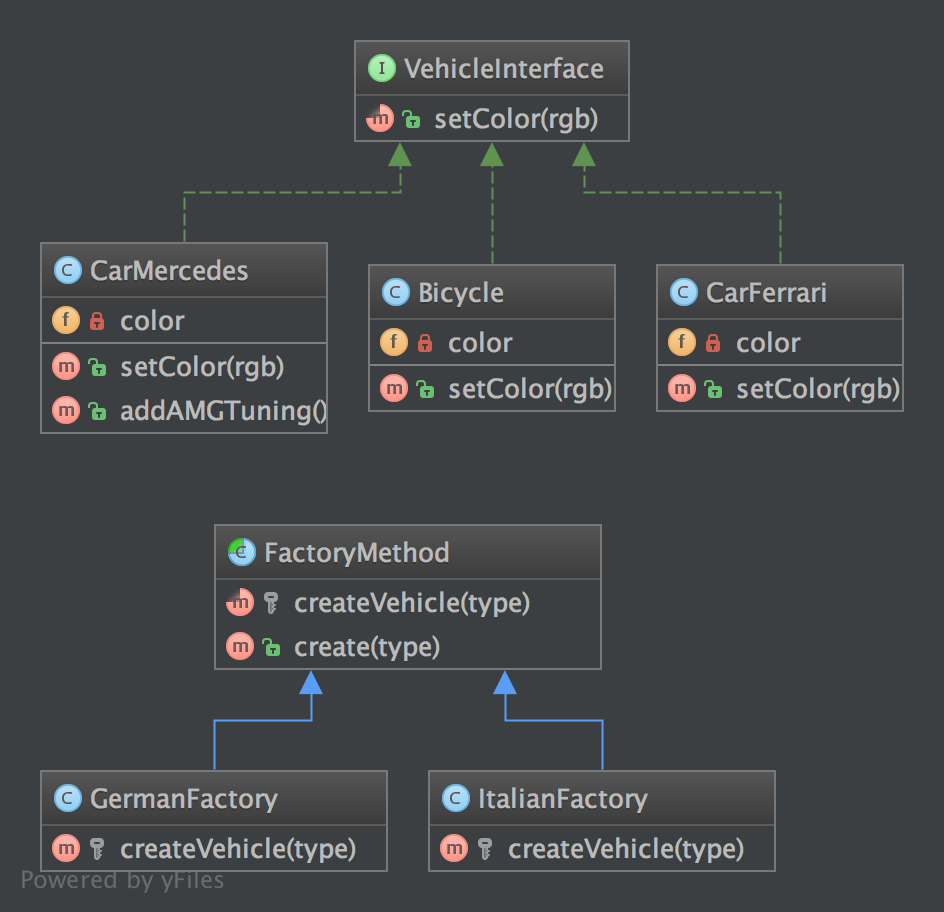 I VehicleInterface
m setColor(rgb)
C CarMercedes
f color
m setColor(rgb)
m addAMGTuning()
C Bicycle
f color
m setColor(rgb)
C CarFerrari
f color
m setColor(rgb)
C FactoryMethod
m createVehicle(type)
m create(type)
C GermanFactory
m createVehicle(type)
C ItalianFactory
m createVehicle(type)
Powered by yFiles